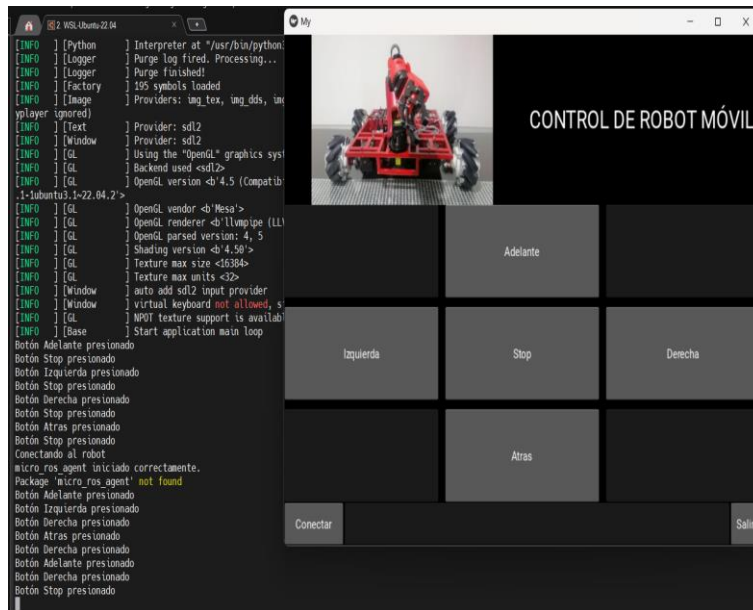 2. WSL-Ubuntu-22.04
[INFO   ] [Python      ] Interpreter at "/usr/bin/python3
[INFO   ] [Logger      ] Purge log fired. Processing...
[INFO   ] [Logger      ] Purge finished!
[INFO   ] [Factory     ] 195 symbols loaded
[INFO   ] [Image       ] Providers: img_tex, img_dds, img
yplayer ignored)
[INFO   ] [Text        ] Provider: sdl2
[INFO   ] [Window      ] Provider: sdl2
[INFO   ] [GL          ] Using the "OpenGL" graphics syst
[INFO   ] [GL          ] Backend used <sdl2>
[INFO   ] [GL          ] OpenGL version <b'4.5 (Compatib
.1-1ubuntu3.1~22.04.2'>
[INFO   ] [GL          ] OpenGL vendor <b'Mesa'>
[INFO   ] [GL          ] OpenGL renderer <b'llvmpipe (LL
[INFO   ] [GL          ] OpenGL parsed version: 4, 5
[INFO   ] [GL          ] Shading version <b'4.50'>
[INFO   ] [GL          ] Texture max size <16384>
[INFO   ] [GL          ] Texture max units <32>
[INFO   ] [Window      ] auto add sdl2 input provider
[INFO   ] [Window      ] virtual keyboard not allowed, s
[INFO   ] [GL          ] NPOT texture support is availabl
[INFO   ] [Base        ] Start application main loop
Botón Adelante presionado
Botón Stop presionado
Botón Izquierda presionado
Botón Stop presionado
Botón Derecha presionado
Botón Stop presionado
Botón Atras presionado
Botón Stop presionado
Conectando al robot
micro_ros_agent iniciado correctamente.
Package 'micro_ros_agent' not found
Botón Adelante presionado
Botón Izquierda presionado
Botón Derecha presionado
Botón Atras presionado
Botón Derecha presionado
Botón Adelante presionado
Botón Derecha presionado
Botón Stop presionado
My
CONTROL DE ROBOT MÓVIL
Adelante
Izquierda
Stop
Derecha
Atras
Conectar
Salir